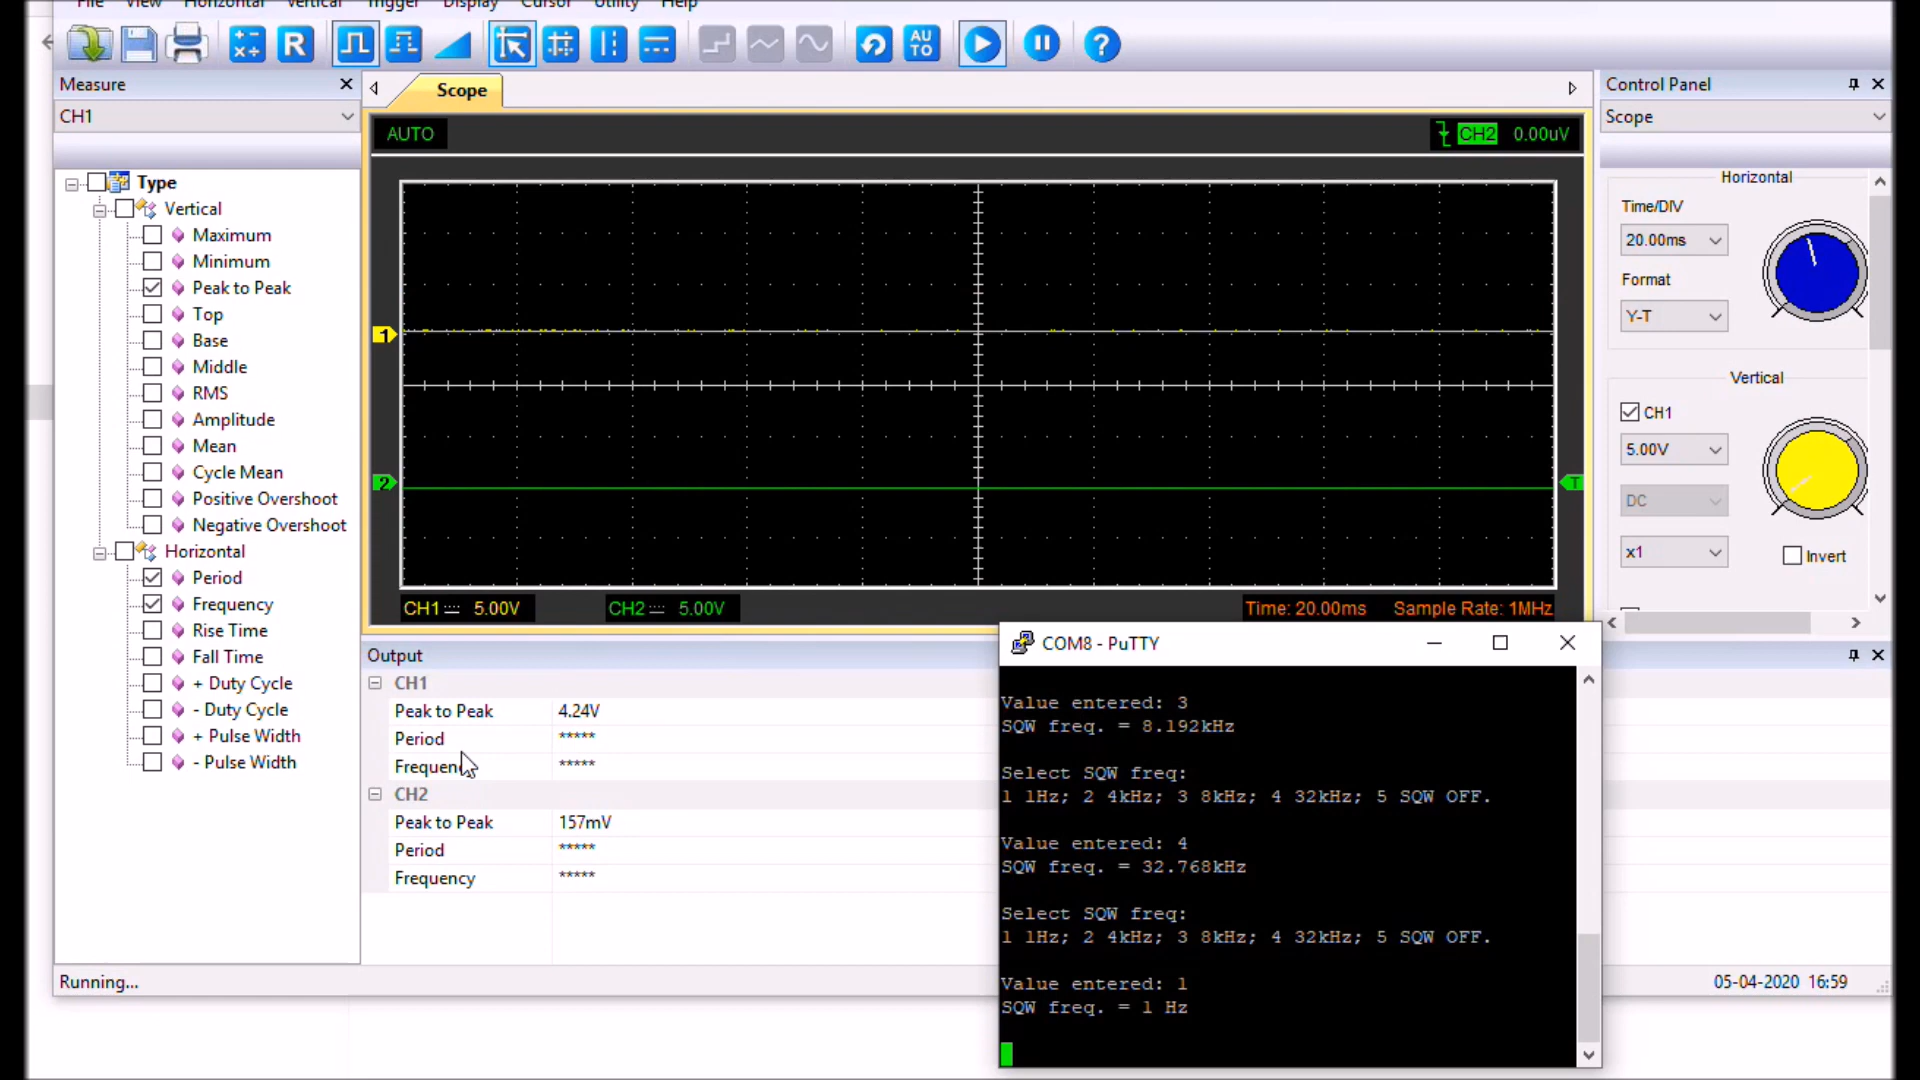 File View Horizontal Vertical Trigger Display Cursor Utility Help
R
AU
TO
?
Measure
CH1
Type
Vertical
Maximum
Minimum
Peak to Peak
Top
Base
Middle
RMS
Amplitude
Mean
Cycle Mean
Positive Overshoot
Negative Overshoot
Horizontal
Period
Frequency
Rise Time
Fall Time
+ Duty Cycle
- Duty Cycle
+ Pulse Width
- Pulse Width
Running...
Scope
AUTO
CH2 0.00uV
1
2
T
CH1 5.00V
CH2 5.00V
Time: 20.00ms Sample Rate: 1MHz
Output
CH1
Peak to Peak 4.24V
Period *****
Frequency *****
CH2
Peak to Peak 157mV
Period *****
Frequency *****
Control Panel
Scope
Horizontal
Time/DIV
20.00ms
Format
Y-T
Vertical
CH1
5.00V
DC
x1
Invert
COM8 - PuTTY
Value entered: 3
SQW freq. = 8.192kHz
Select SQW freq:
1 1Hz; 2 4kHz; 3 8kHz; 4 32kHz; 5 SQW OFF.
Value entered: 4
SQW freq. = 32.768kHz
Select SQW freq:
1 1Hz; 2 4kHz; 3 8kHz; 4 32kHz; 5 SQW OFF.
Value entered: 1
SQW freq. = 1 Hz
05-04-2020 16:59